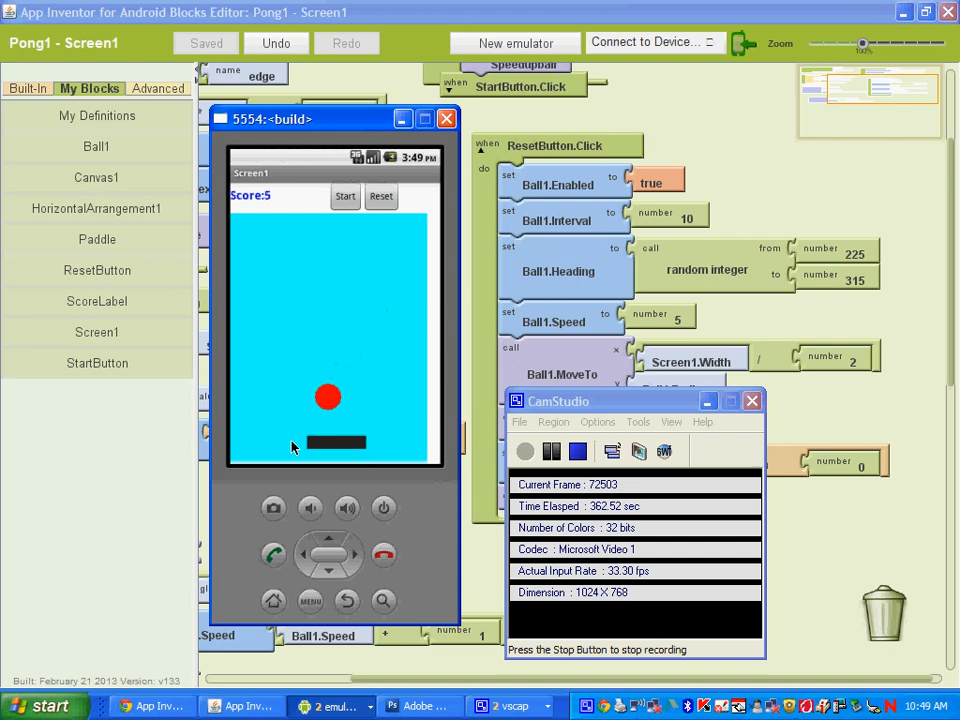 App Inventor for Android Blocks Editor: Pong1 - Screen1
Pong1 - Screen1
Saved
Undo
Redo
New emulator
Connect to Device...
Zoom
100%
Built-In
My Blocks
Advanced
My Definitions
Ball1
Canvas1
HorizontalArrangement1
Paddle
ResetButton
ScoreLabel
Screen1
StartButton
Built: February 21 2013 Version: v133
name
edge
Speedupball
when
StartButton.Click
5554:<build>
3:49 PM
Screen1
Score:5
Start
Reset
MENU
when
ResetButton.Click
do
set
Ball1.Enabled
to
true
set
Ball1.Interval
to
number
10
set
Ball1.Heading
to
call
random integer
from
number
225
to
number
315
set
Ball1.Speed
to
number
5
call
Ball1.MoveTo
x
Screen1.Width
/
number
2
y
number
0
.Speed
Ball1.Speed
+
number
1
CamStudio
File Region Options Tools View Help
Current Frame : 72503
Time Elasped : 362.52 sec
Number of Colors : 32 bits
Codec : Microsoft Video 1
Actual Input Rate : 33.30 fps
Dimension : 1024 X 768
Press the Stop Button to stop recording
start
App Inv...
App Inv...
2 emul...
Adobe ...
2 vscap
10:49 AM